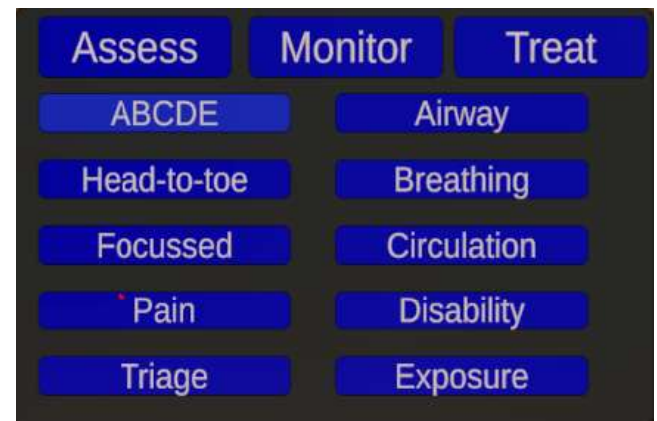 Assess Monitor Treat
ABCDE Airway
Head-to-toe Breathing
Focussed Circulation
Pain Disability
Triage Exposure